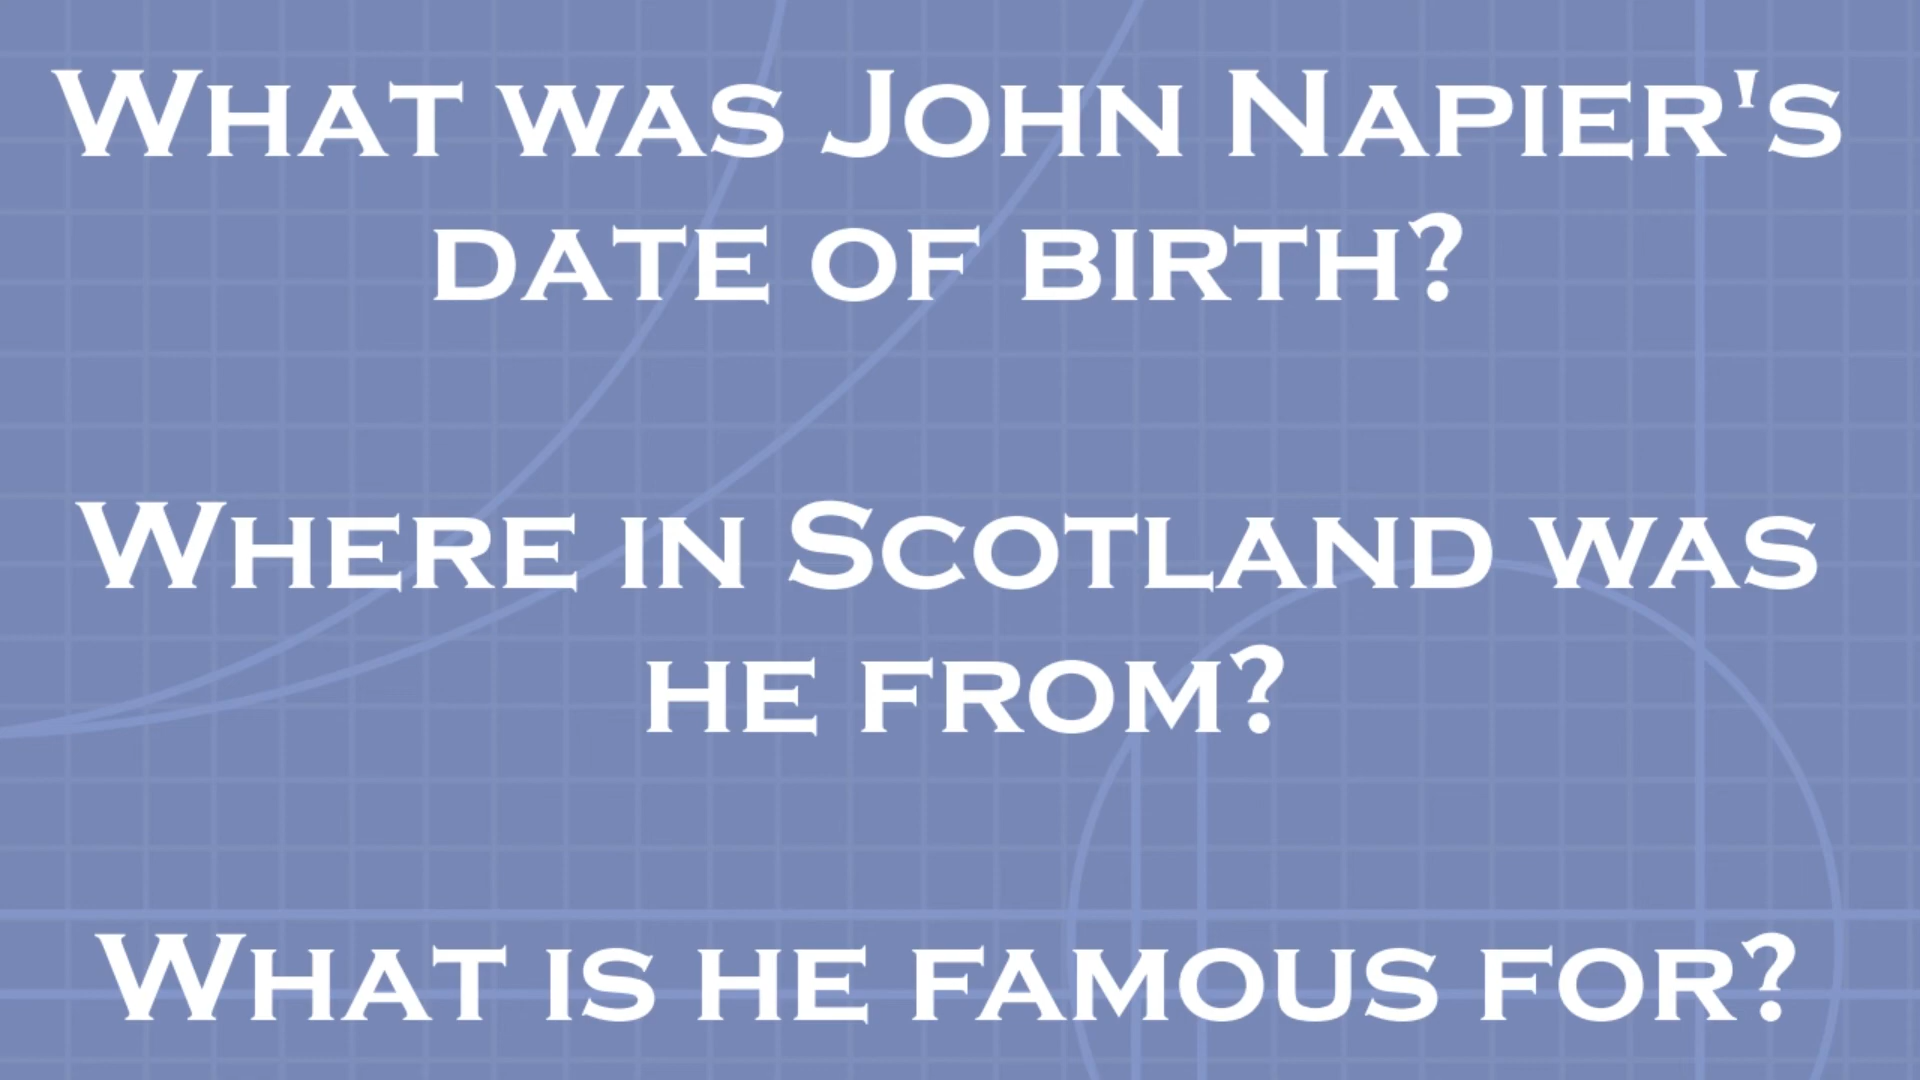 What was John Napier's
date of birth?
Where in Scotland was
he from?
What is he famous for?